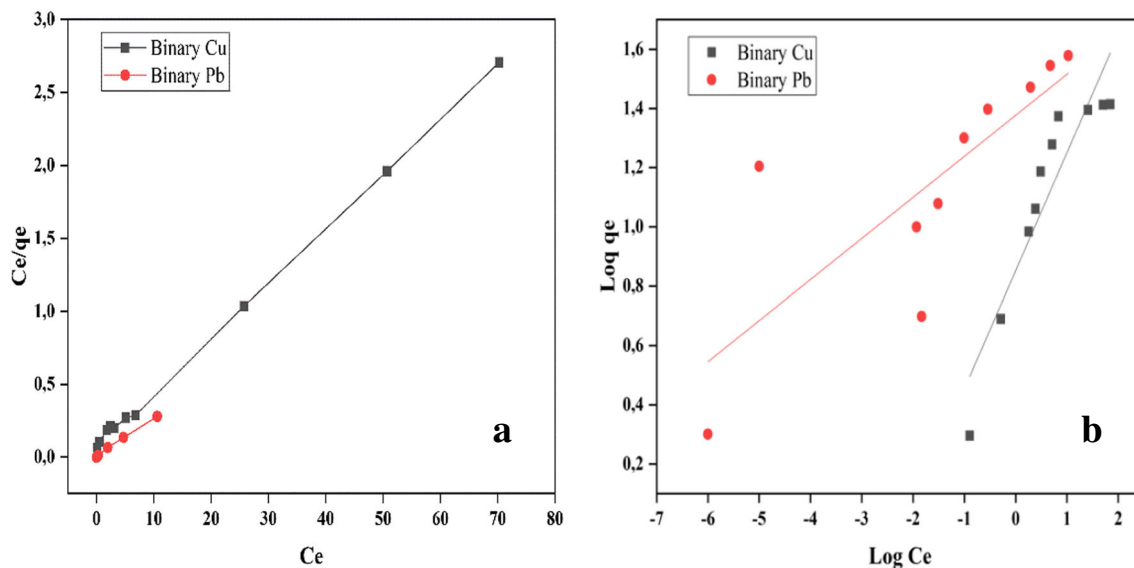 3,0
2,5
2,0
1,5
1,0
0,5
0,0
Ce/qe
Binary Cu
Binary Pb
a
0 10 20 30 40 50 60 70 80
Ce
1,6
1,4
1,2
1,0
0,8
0,6
0,4
0,2
Loq qe
Binary Cu
Binary Pb
b
-7 -6 -5 -4 -3 -2 -1 0 1 2
Log Ce